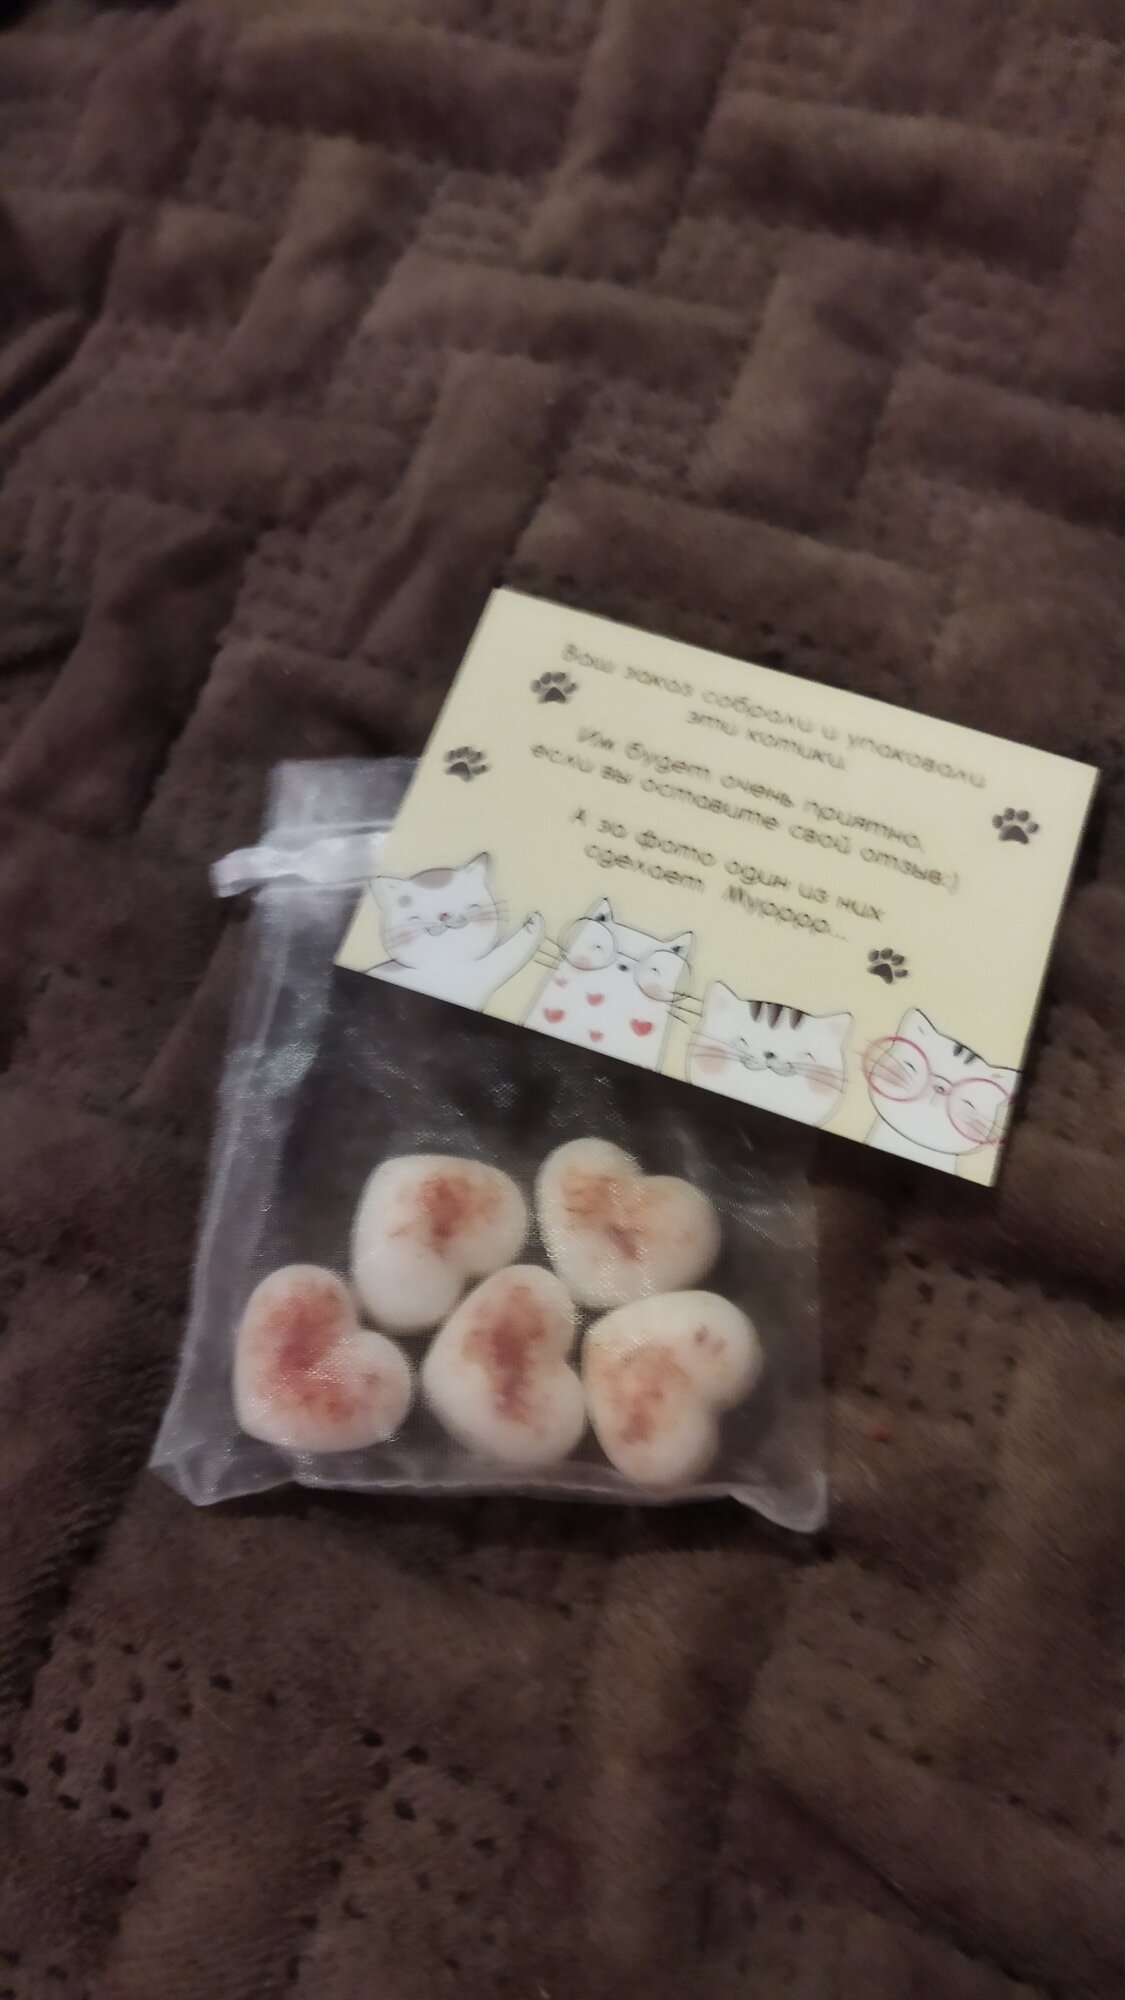 Ваш заказ собрали и упаковали
эти котики.
Им будет очень приятно,
если вы оставите свой отзыв:)
А за фото один из них
сделает Мурррр...